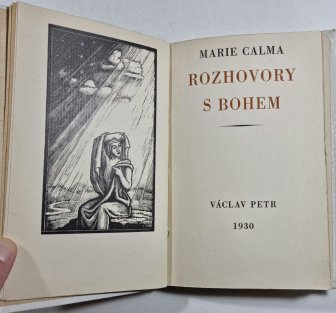 MARIE CALMA
ROZHOVORY
S BOHEM
VÁCLAV PETR
1930